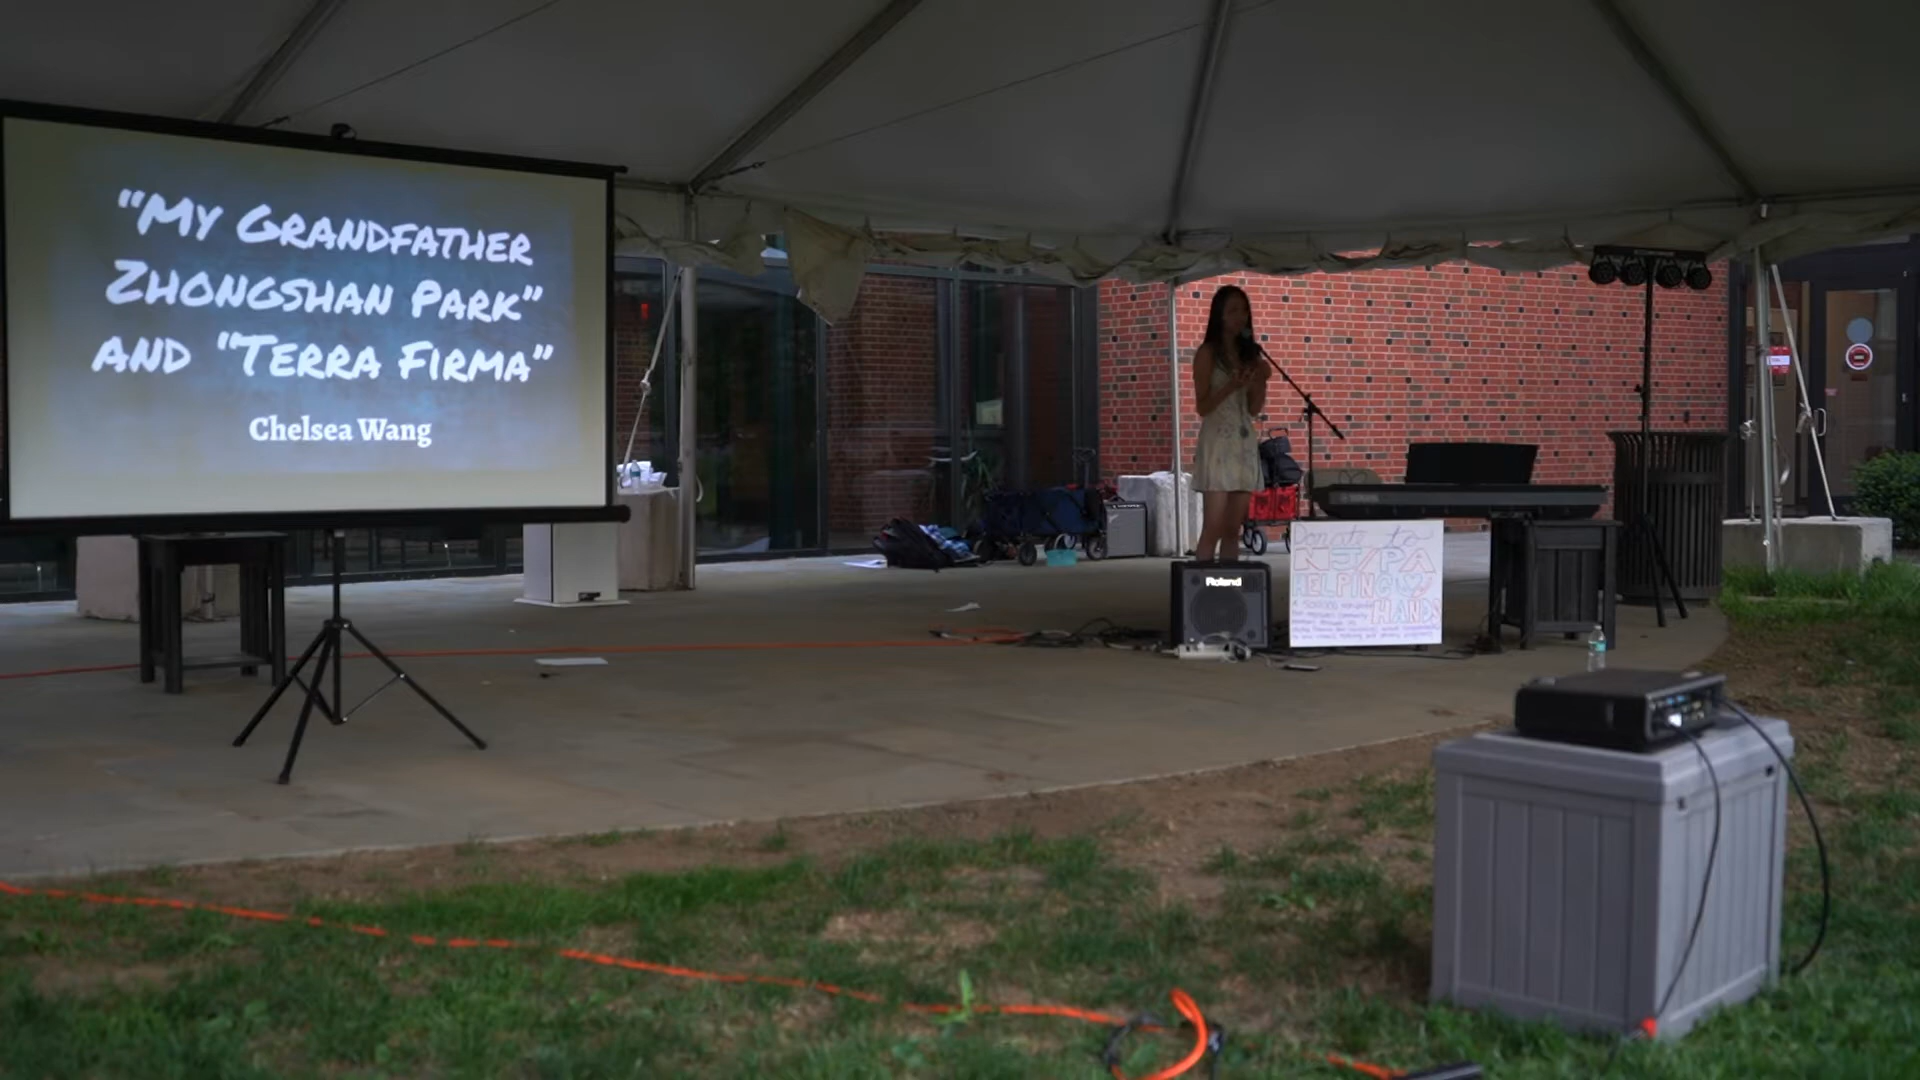 “My Grandfather
Zhongshan Park”
and “Terra Firma”
Chelsea Wang
Roland
Donate to
NJ/PA
HELPING
HANDS